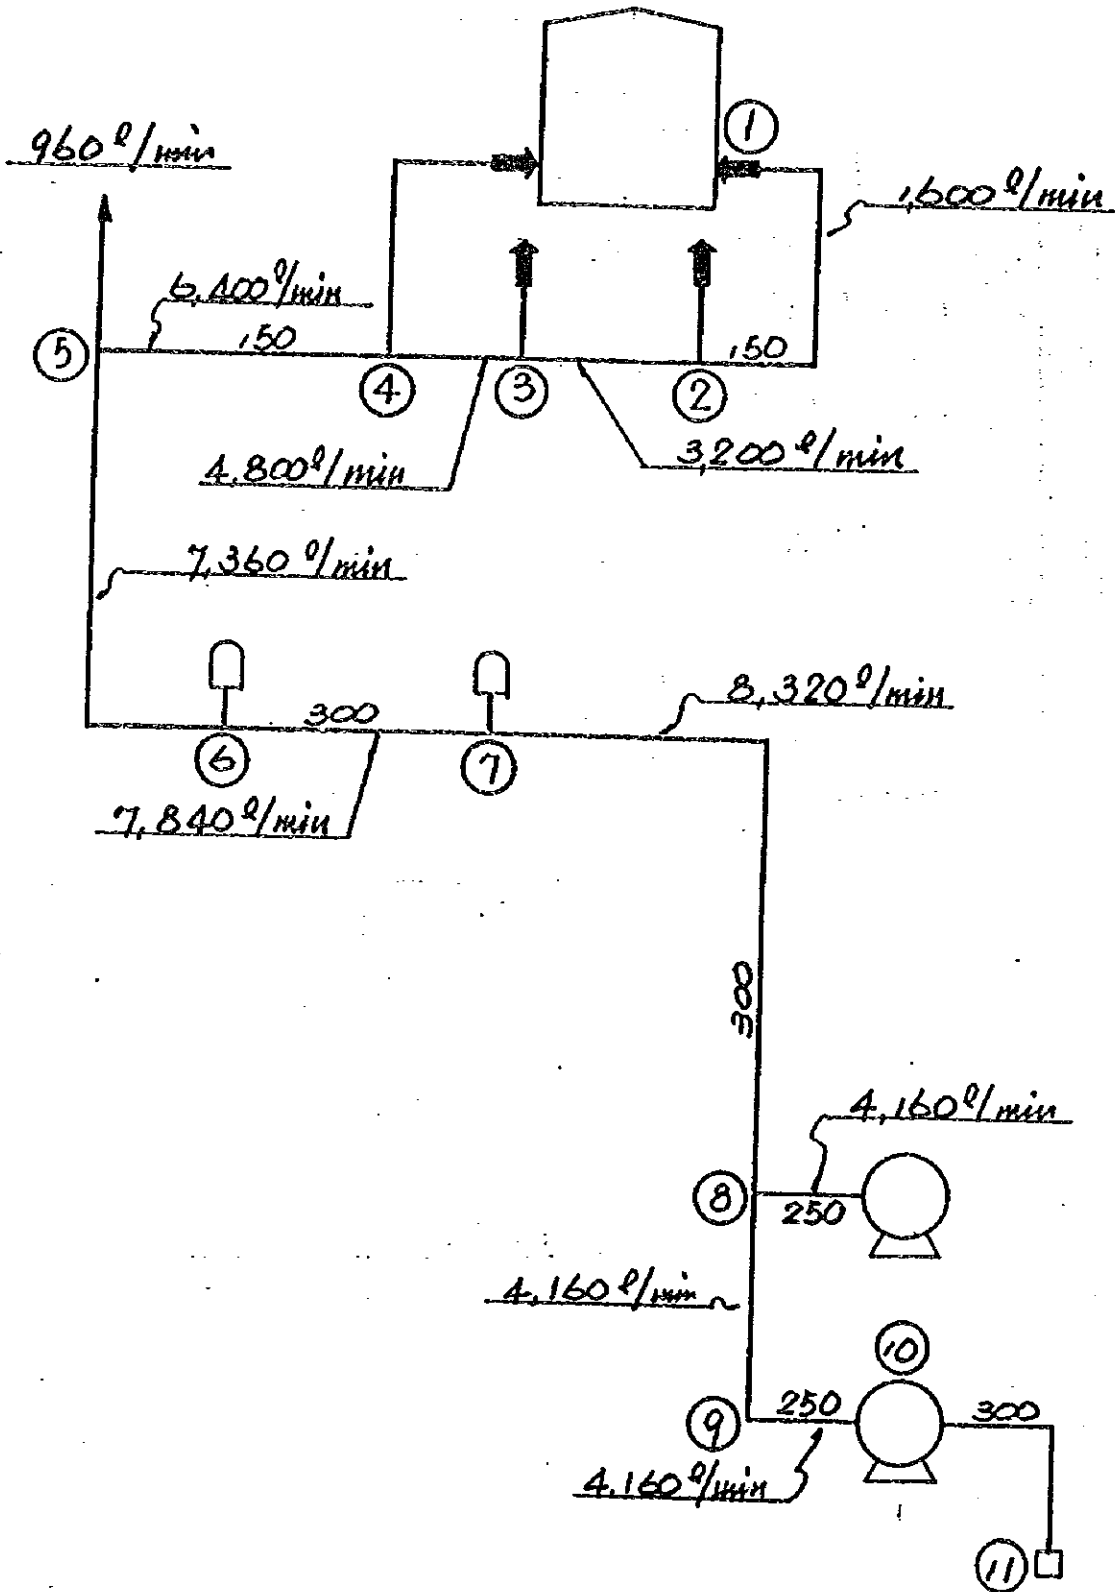 ①
960 ℓ/min
1,600 ℓ/min
6,400 ℓ/min
⑤
150
④
③
②
150
4,800 ℓ/min
3,200 ℓ/min
7,360 ℓ/min
8,320 ℓ/min
300
⑥
⑦
7,840 ℓ/min
300
4,160 ℓ/min
⑧
250
4,160 ℓ/min
⑩
⑨
250
300
4,160 ℓ/min
⑪